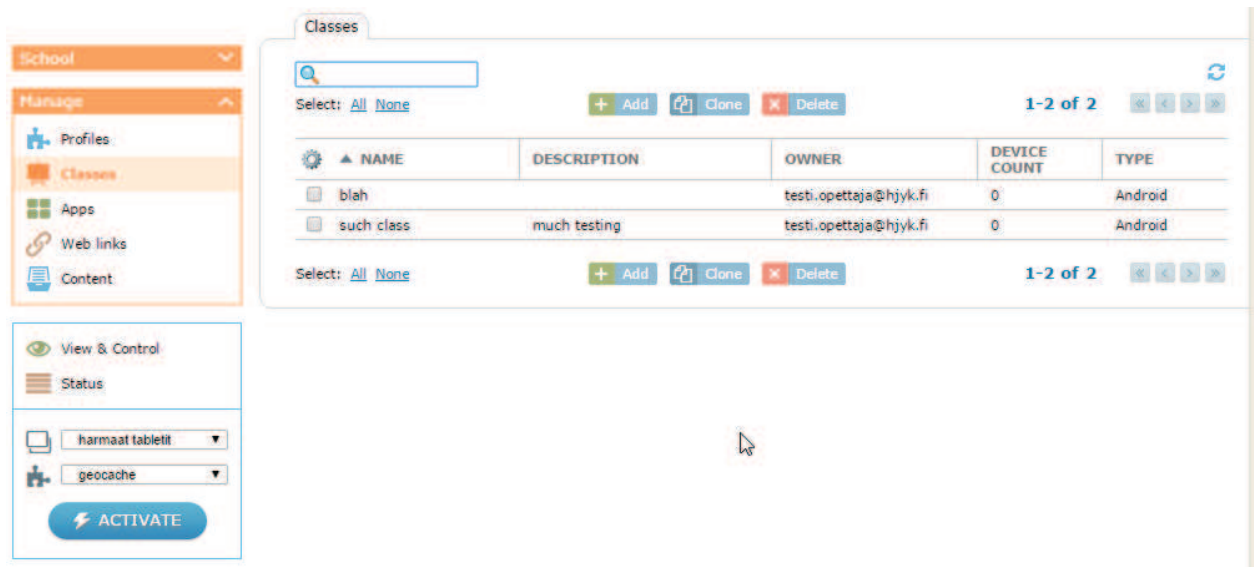 Classes
School
Manage
Profiles
Classes
Apps
Web links
Content
View & Control
Status
harmaat tabletit
geocache
ACTIVATE
Select: All None
+ Add Clone X Delete
1-2 of 2 « < > »
NAME DESCRIPTION OWNER DEVICE COUNT TYPE
blah testi.opettaja@hjyk.fi 0 Android
such class much testing testi.opettaja@hjyk.fi 0 Android
Select: All None
+ Add Clone X Delete
1-2 of 2 « < > »